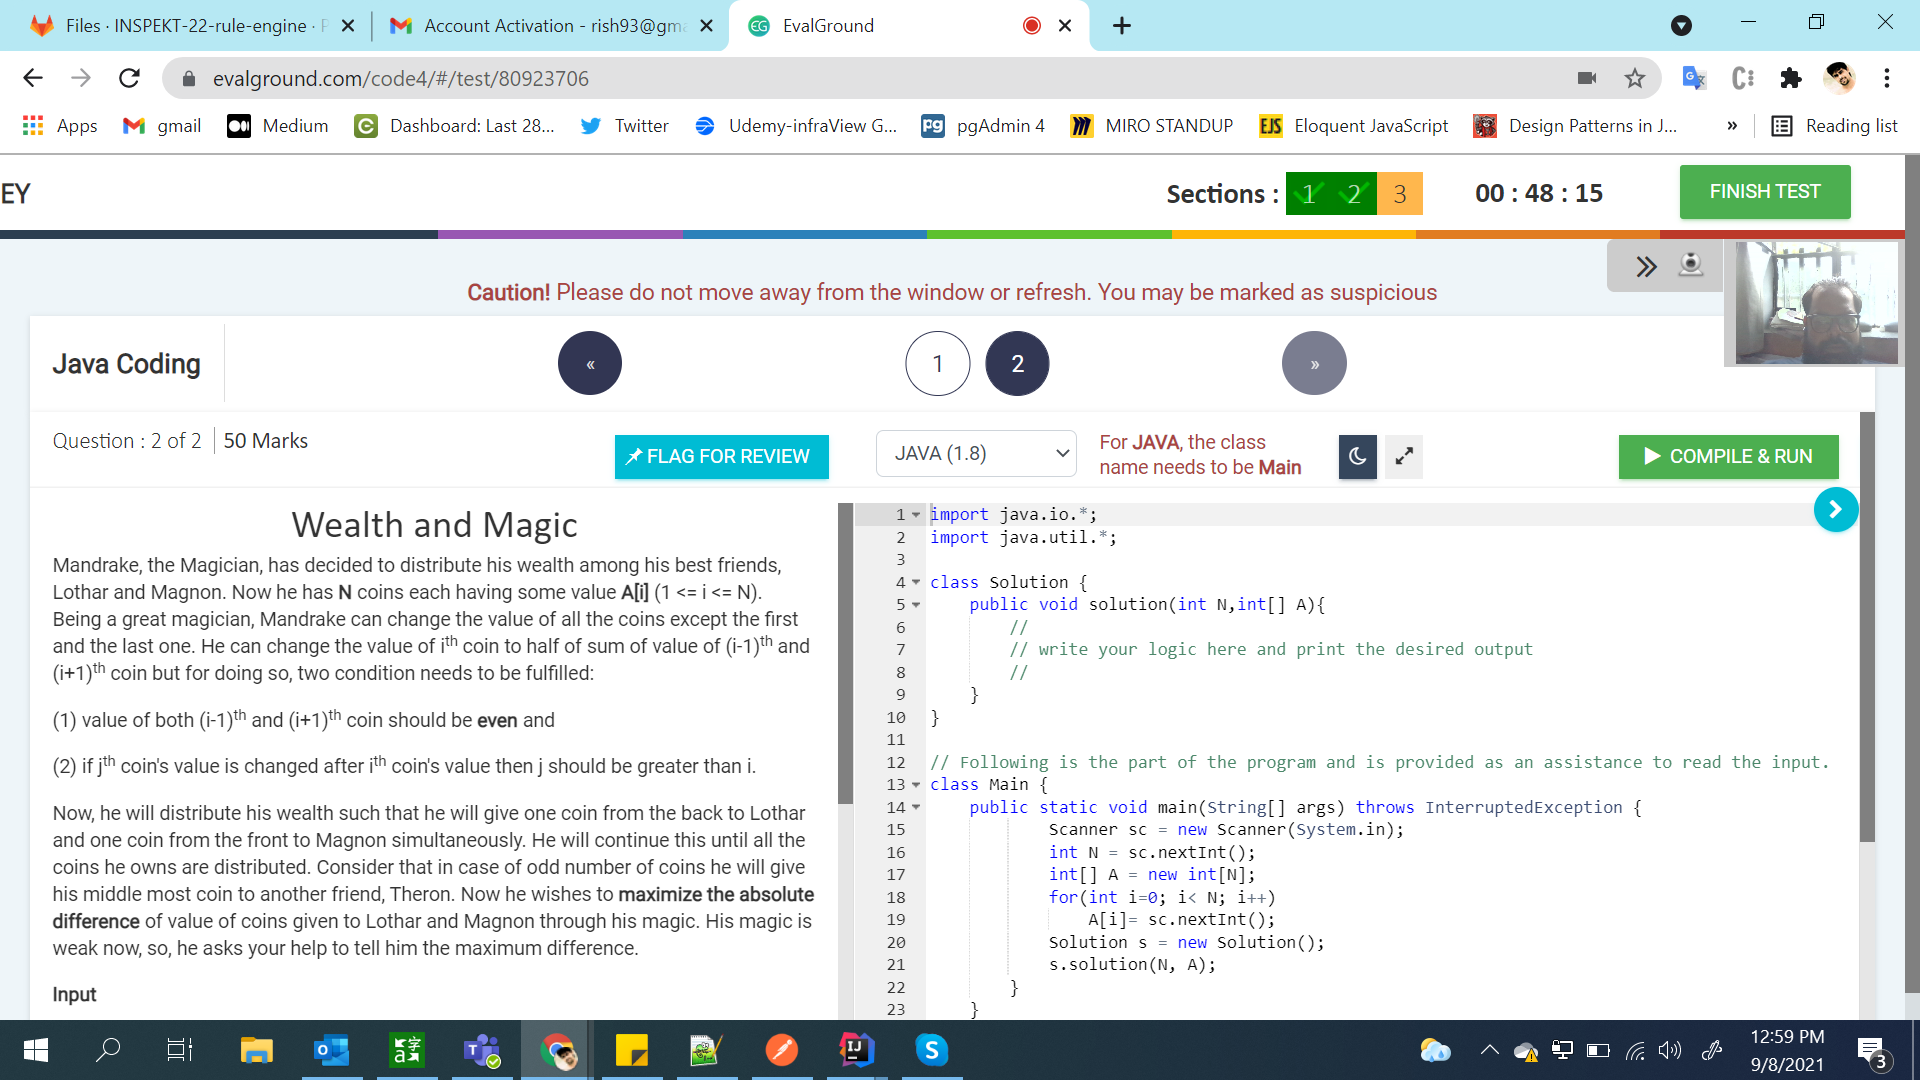 Files · INSPEKT-22-rule-engine ·
Account Activation - rish93@gm
EvalGround
evalground.com/code4/#/test/80923706
Apps
gmail
Medium
Dashboard: Last 28...
Twitter
Udemy-infraView G...
pgAdmin 4
MIRO STANDUP
EJS
Eloquent JavaScript
Design Patterns in J...
»
Reading list
EY
Sections :
1 2 3
00 : 48 : 15
FINISH TEST
Caution! Please do not move away from the window or refresh. You may be marked as suspicious
Java Coding
«
1
2
»
Question : 2 of 2
50 Marks
FLAG FOR REVIEW
JAVA (1.8)
For JAVA, the class
name needs to be Main
COMPILE & RUN
Wealth and Magic
Mandrake, the Magician, has decided to distribute his wealth among his best friends,
Lothar and Magnon. Now he has N coins each having some value A[i] (1 <= i <= N).
Being a great magician, Mandrake can change the value of all the coins except the first
and the last one. He can change the value of ith coin to half of sum of value of (i-1)th and
(i+1)th coin but for doing so, two condition needs to be fulfilled:
(1) value of both (i-1)th and (i+1)th coin should be even and
(2) if jth coin's value is changed after ith coin's value then j should be greater than i.
Now, he will distribute his wealth such that he will give one coin from the back to Lothar
and one coin from the front to Magnon simultaneously. He will continue this until all the
coins he owns are distributed. Consider that in case of odd number of coins he will give
his middle most coin to another friend, Theron. Now he wishes to maximize the absolute
difference of value of coins given to Lothar and Magnon through his magic. His magic is
weak now, so, he asks your help to tell him the maximum difference.
Input
1 import java.io.*;
2 import java.util.*;
3
4 class Solution {
5 public void solution(int N,int[] A){
6 //
7 // write your logic here and print the desired output
8 //
9 }
10 }
11
12 // Following is the part of the program and is provided as an assistance to read the input.
13 class Main {
14 public static void main(String[] args) throws InterruptedException {
15 Scanner sc = new Scanner(System.in);
16 int N = sc.nextInt();
17 int[] A = new int[N];
18 for(int i=0; i< N; i++)
19 A[i]= sc.nextInt();
20 Solution s = new Solution();
21 s.solution(N, A);
22 }
23 }
12:59 PM
9/8/2021
3